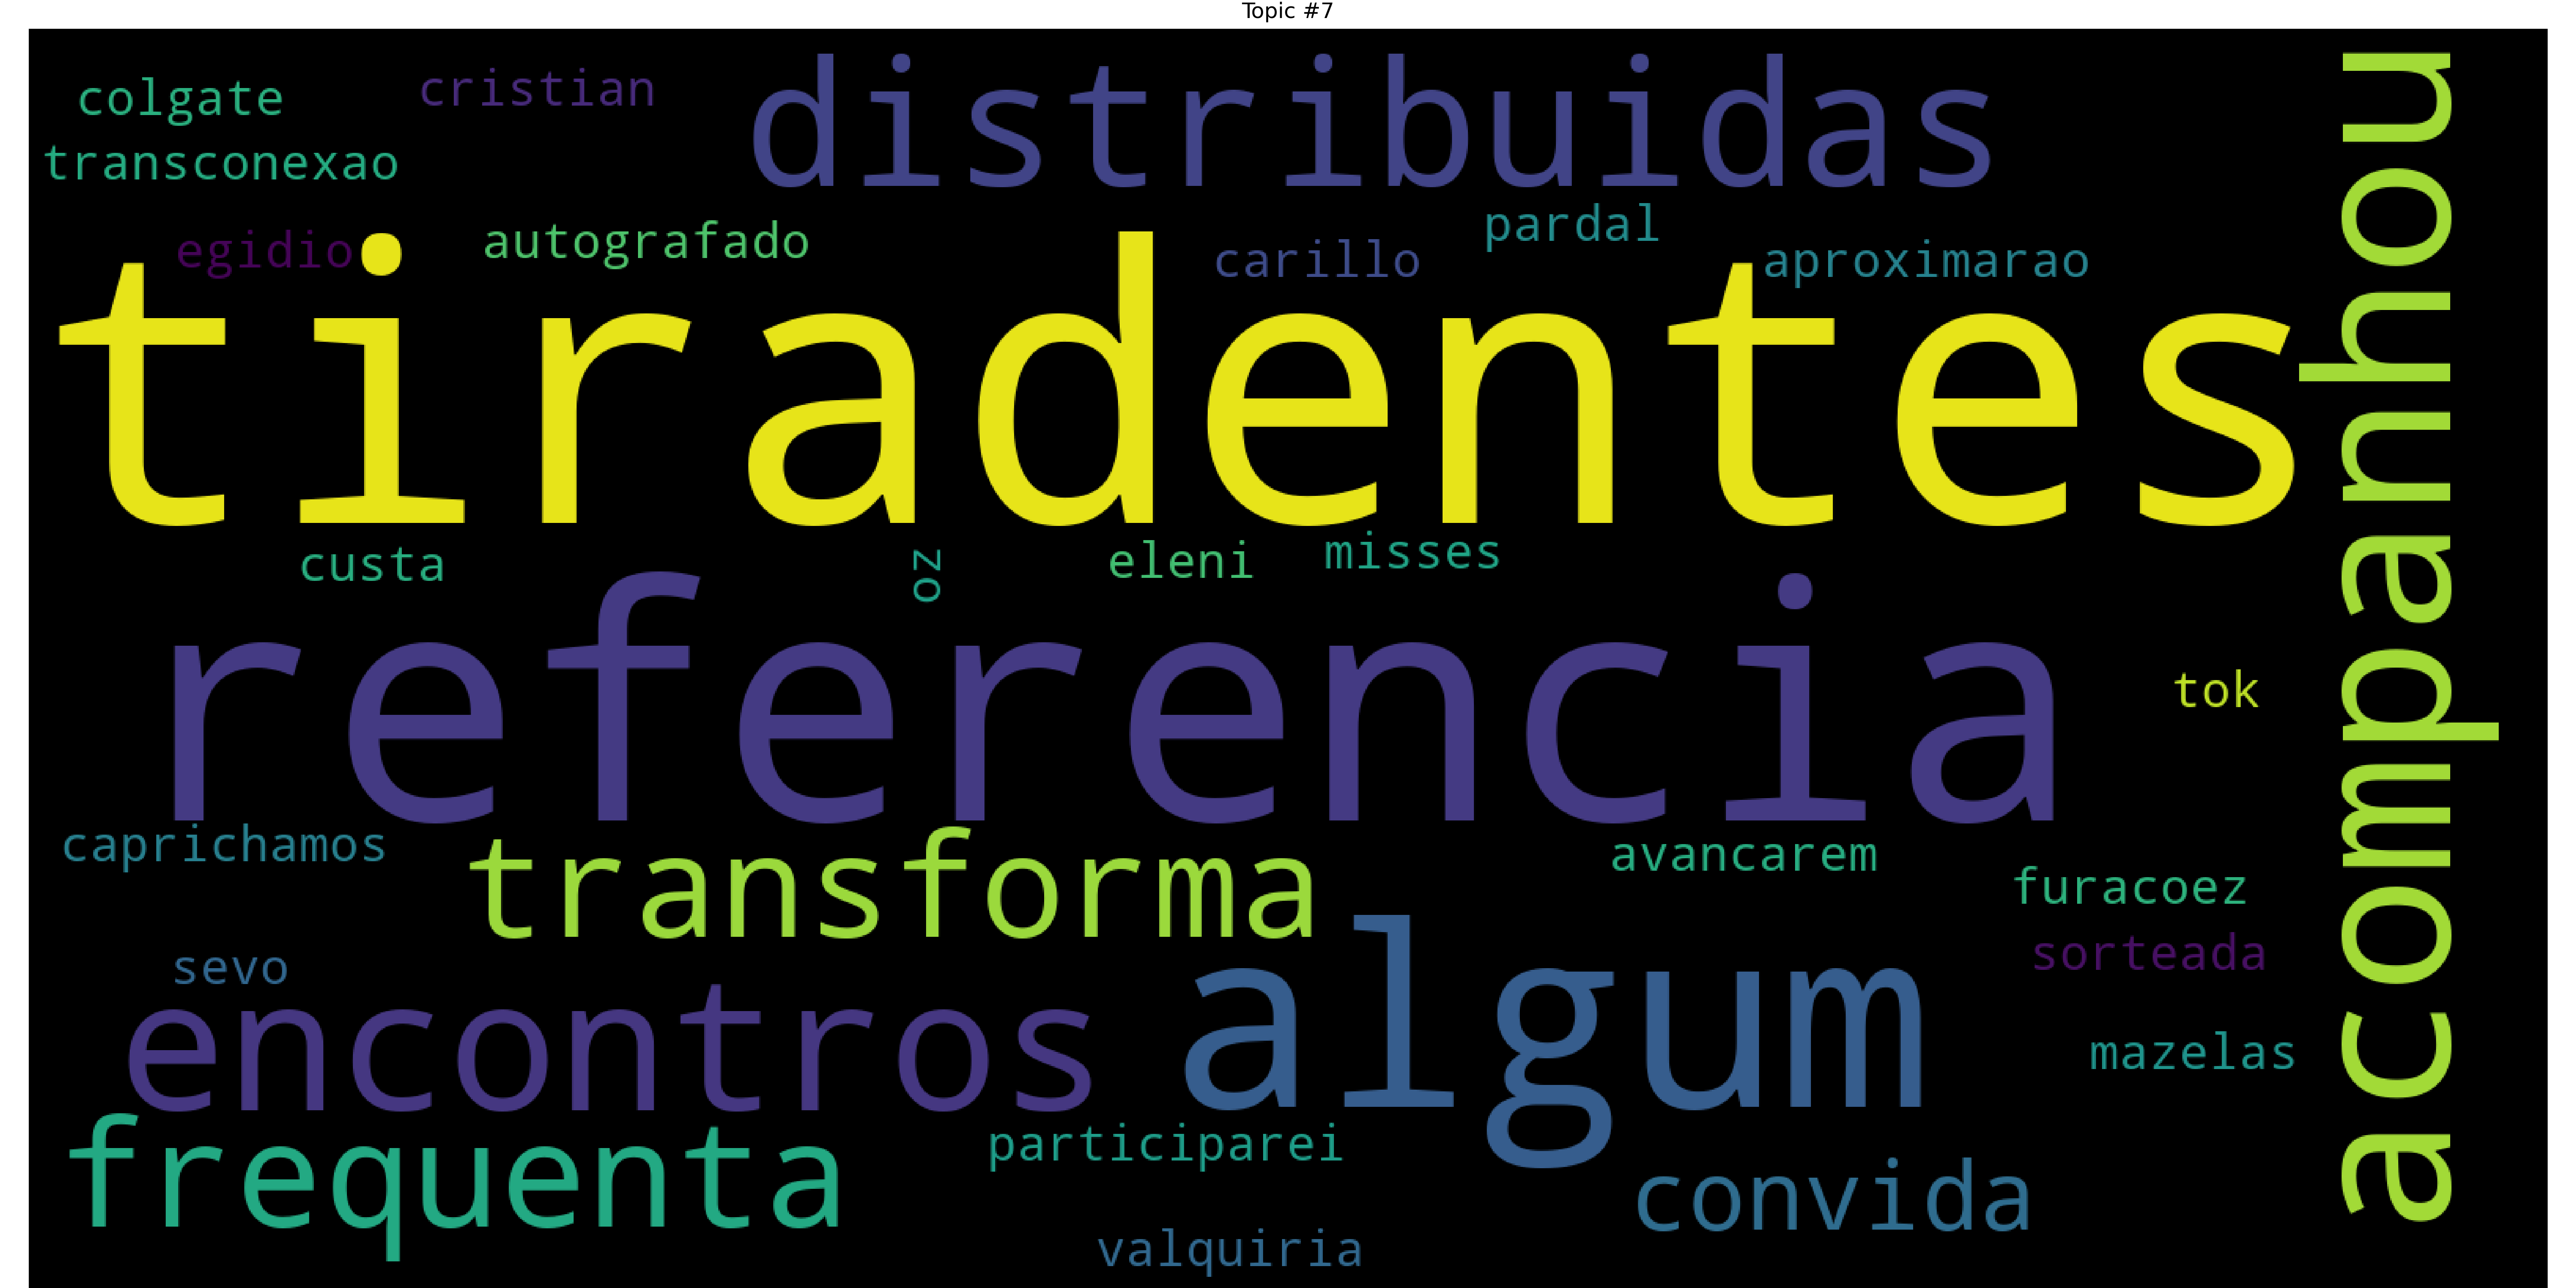 Topic #7
colgate
cristian
distribuidas
transconexao
egidio
autografado
carillo
pardal
aproximarao
tiradentes
acompanhou
custa
oz
eleni
misses
referencia
tok
caprichamos
transforma
avancarem
furacoez
sevo
sorteada
encontros
algum
mazelas
frequenta
participarei
convida
valquiria